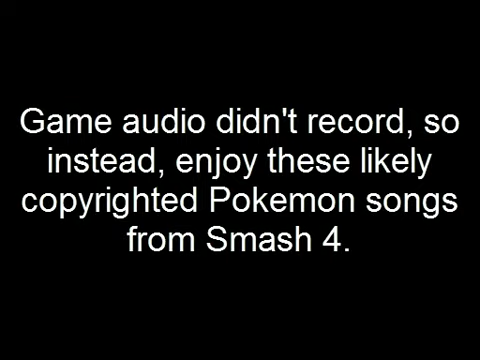 Game audio didn't record, so
instead, enjoy these likely
copyrighted Pokemon songs
from Smash 4.